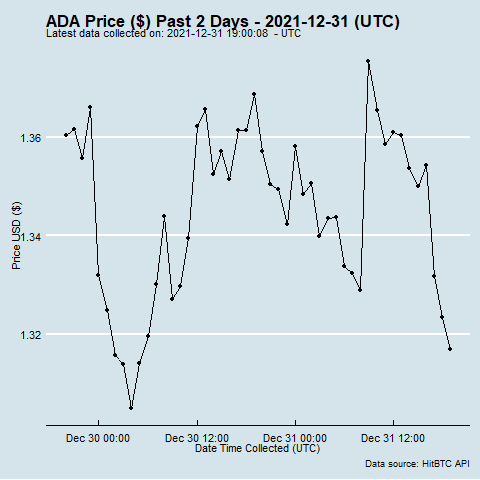 ADA Price ($) Past 2 Days - 2021-12-31 (UTC)
Latest data collected on: 2021-12-31 19:00:08  - UTC
1.36
1.34
1.32
Price USD ($)
Dec 30 00:00
Dec 30 12:00
Dec 31 00:00
Dec 31 12:00
Date Time Collected (UTC)
Data source: HitBTC API